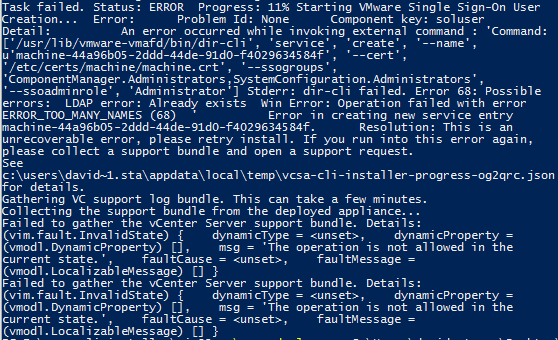 Task failed. Status: ERROR  Progress: 11% Starting VMware Single Sign-On User
Creation...  Error:     Problem Id: None      Component key: soluser
Detail:          An error occurred while invoking external command : 'Command:
['/usr/lib/vmware-vmafd/bin/dir-cli', 'service', 'create', '--name',
u'machine-44a96b05-2ddd-44de-91d0-f4029634584f', '--cert',
'/etc/certs/machine/machine.crt', '--ssogroups',
'ComponentManager.Administrators,SystemConfiguration.Administrators',
'--ssoadminrole', 'Administrator'] Stderr: dir-cli failed. Error 68: Possible
errors:  LDAP error: Already exists  Win Error: Operation failed with error
ERROR_TOO_MANY_NAMES (68)  '          Error in creating new service entry
machine-44a96b05-2ddd-44de-91d0-f4029634584f.      Resolution: This is an
unrecoverable error, please retry install. If you run into this error again,
please collect a support bundle and open a support request.
See
c:\users\david~1.sta\appdata\local\temp\vcsa-cli-installer-progress-og2qrc.json
for details.
Gathering VC support log bundle. This can take a few minutes.
Collecting the support bundle from the deployed appliance...
Failed to gather the vCenter Server support bundle. Details:
(vim.fault.InvalidState) {    dynamicType = <unset>,    dynamicProperty =
(vmodl.DynamicProperty) [],    msg = 'The operation is not allowed in the
current state.',    faultCause = <unset>,    faultMessage =
(vmodl.LocalizableMessage) [] }
Failed to gather the vCenter Server support bundle. Details:
(vim.fault.InvalidState) {    dynamicType = <unset>,    dynamicProperty =
(vmodl.DynamicProperty) [],    msg = 'The operation is not allowed in the
current state.',    faultCause = <unset>,    faultMessage =
(vmodl.LocalizableMessage) [] }